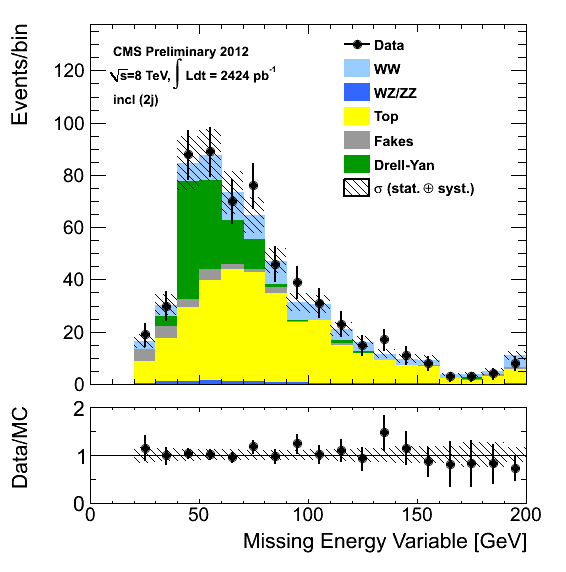 Events/bin
120
100
80
60
40
20
0
CMS Preliminary 2012
√s=8 TeV, ∫ Ldt = 2424 pb⁻¹
incl (2j)
Data
WW
WZ/ZZ
Top
Fakes
Drell-Yan
σ (stat. ⊕ syst.)
Data/MC
2
1
0
0 50 100 150 200
Missing Energy Variable [GeV]